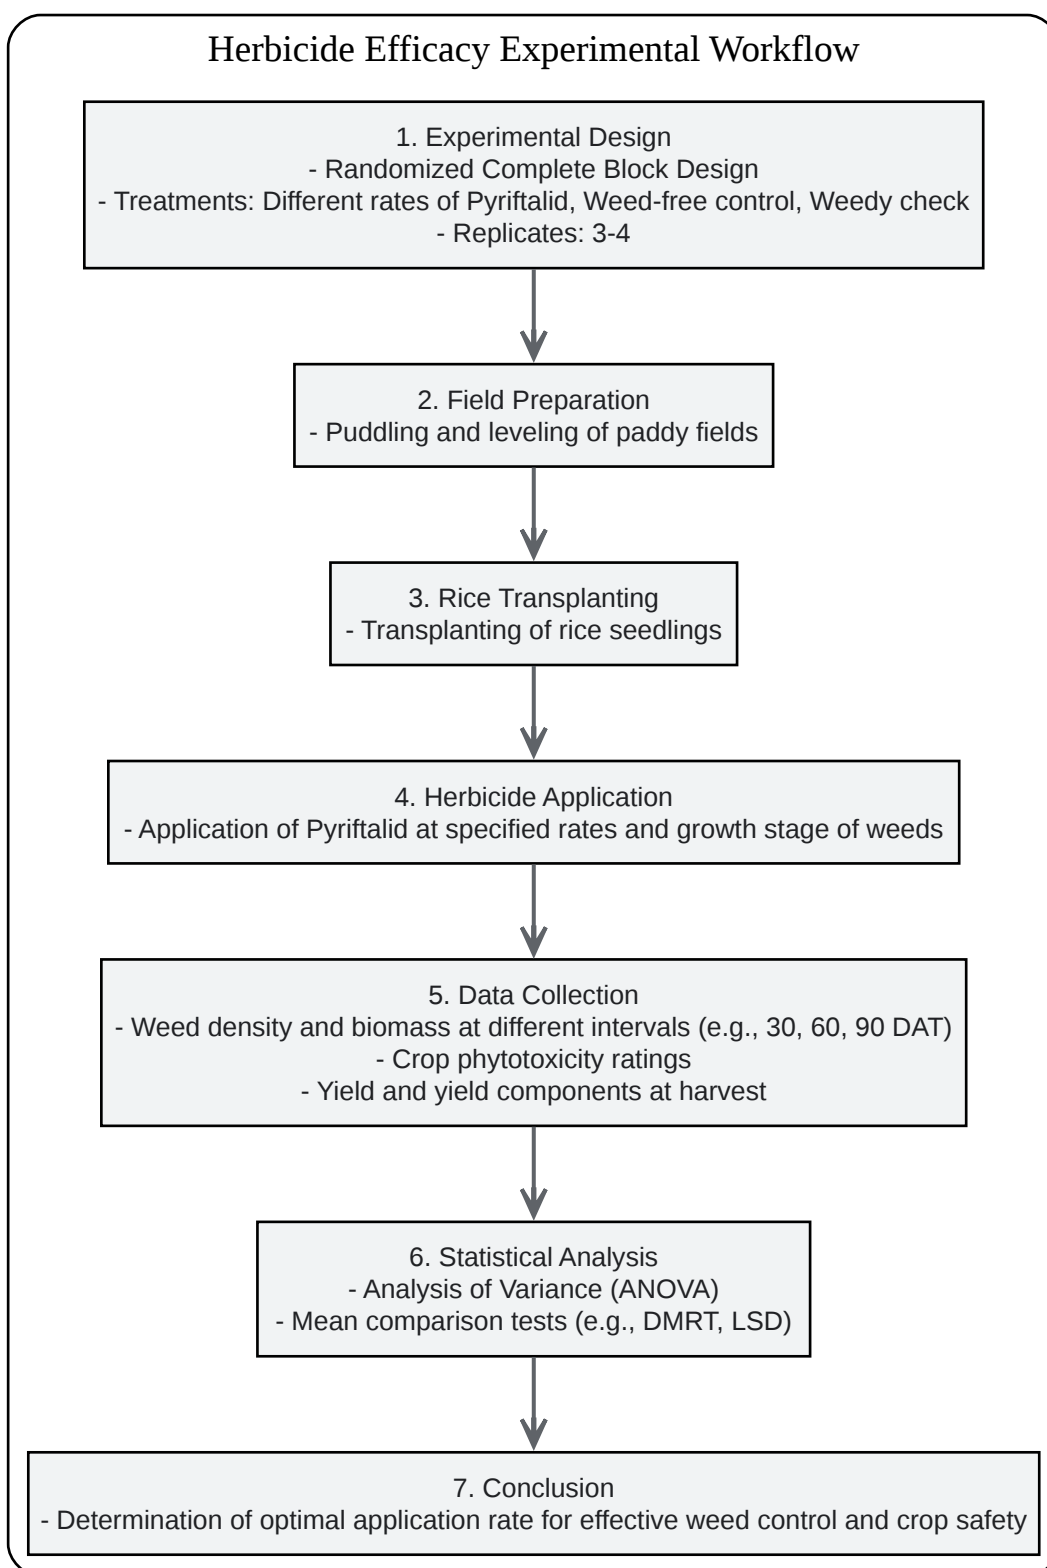 Herbicide Efficacy Experimental Workflow
1. Experimental Design
- Randomized Complete Block Design
- Treatments: Different rates of Pyriftalid, Weed-free control, Weedy check
- Replicates: 3-4
2. Field Preparation
- Puddling and leveling of paddy fields
3. Rice Transplanting
- Transplanting of rice seedlings
4. Herbicide Application
- Application of Pyriftalid at specified rates and growth stage of weeds
5. Data Collection
- Weed density and biomass at different intervals (e.g., 30, 60, 90 DAT)
- Crop phytotoxicity ratings
- Yield and yield components at harvest
6. Statistical Analysis
- Analysis of Variance (ANOVA)
- Mean comparison tests (e.g., DMRT, LSD)
7. Conclusion
- Determination of optimal application rate for effective weed control and crop safety